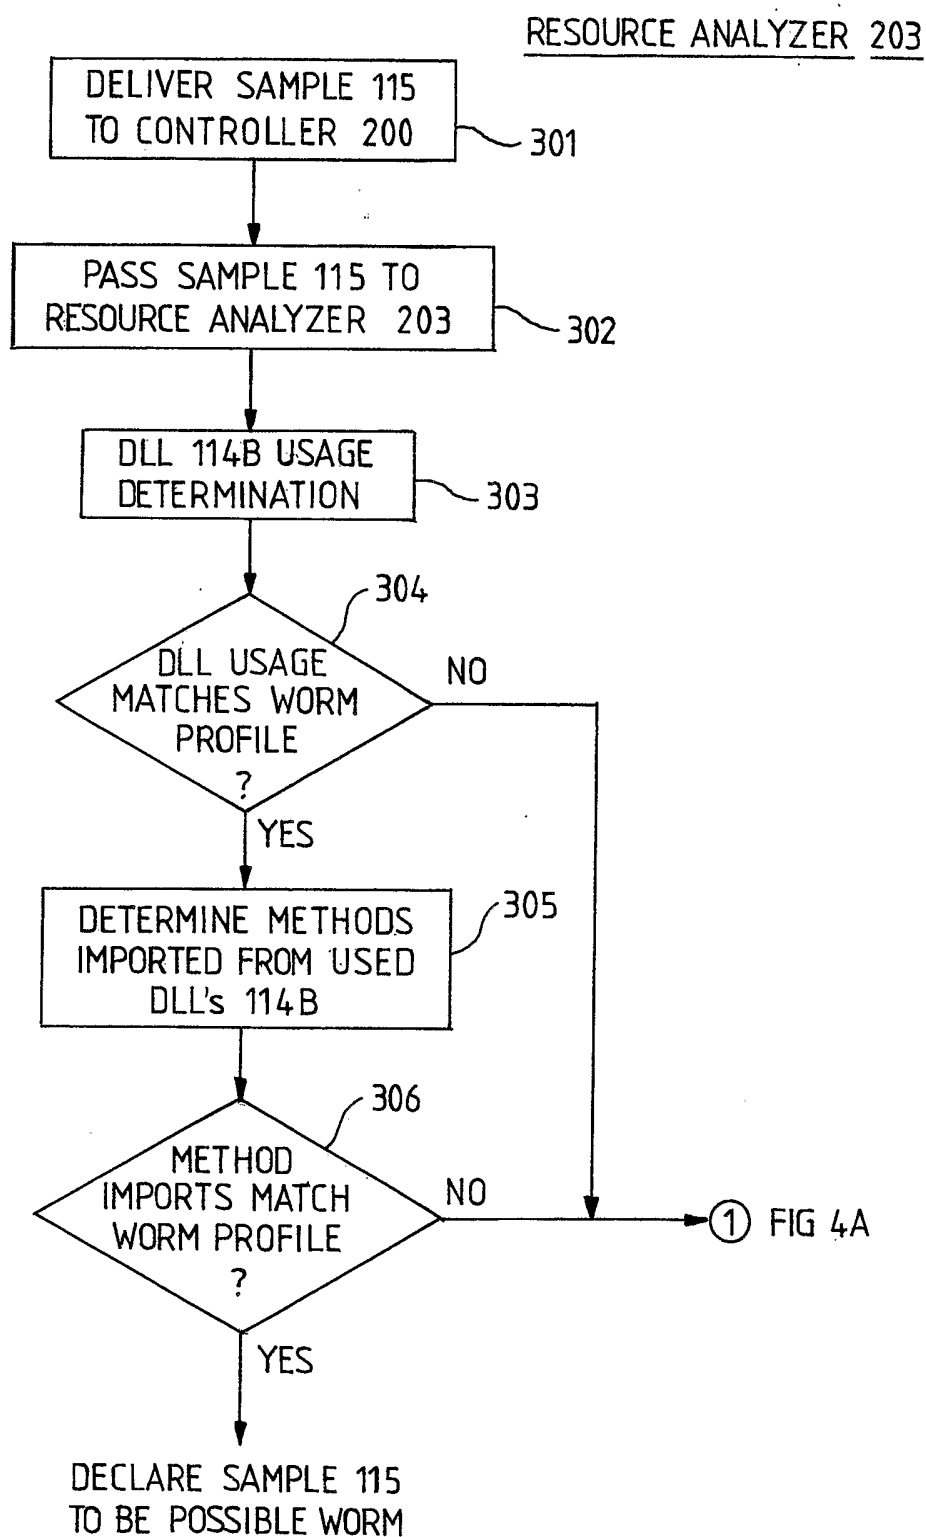 RESOURCE ANALYZER 203
DELIVER SAMPLE 115
TO CONTROLLER 200
301
PASS SAMPLE 115 TO
RESOURCE ANALYZER 203
302
DLL 114B USAGE
DETERMINATION
303
304
DLL USAGE
MATCHES WORM
PROFILE
?
NO
YES
305
DETERMINE METHODS
IMPORTED FROM USED
DLL's 114B
306
METHOD
IMPORTS MATCH
WORM PROFILE
?
NO
1 FIG 4A
YES
DECLARE SAMPLE 115
TO BE POSSIBLE WORM